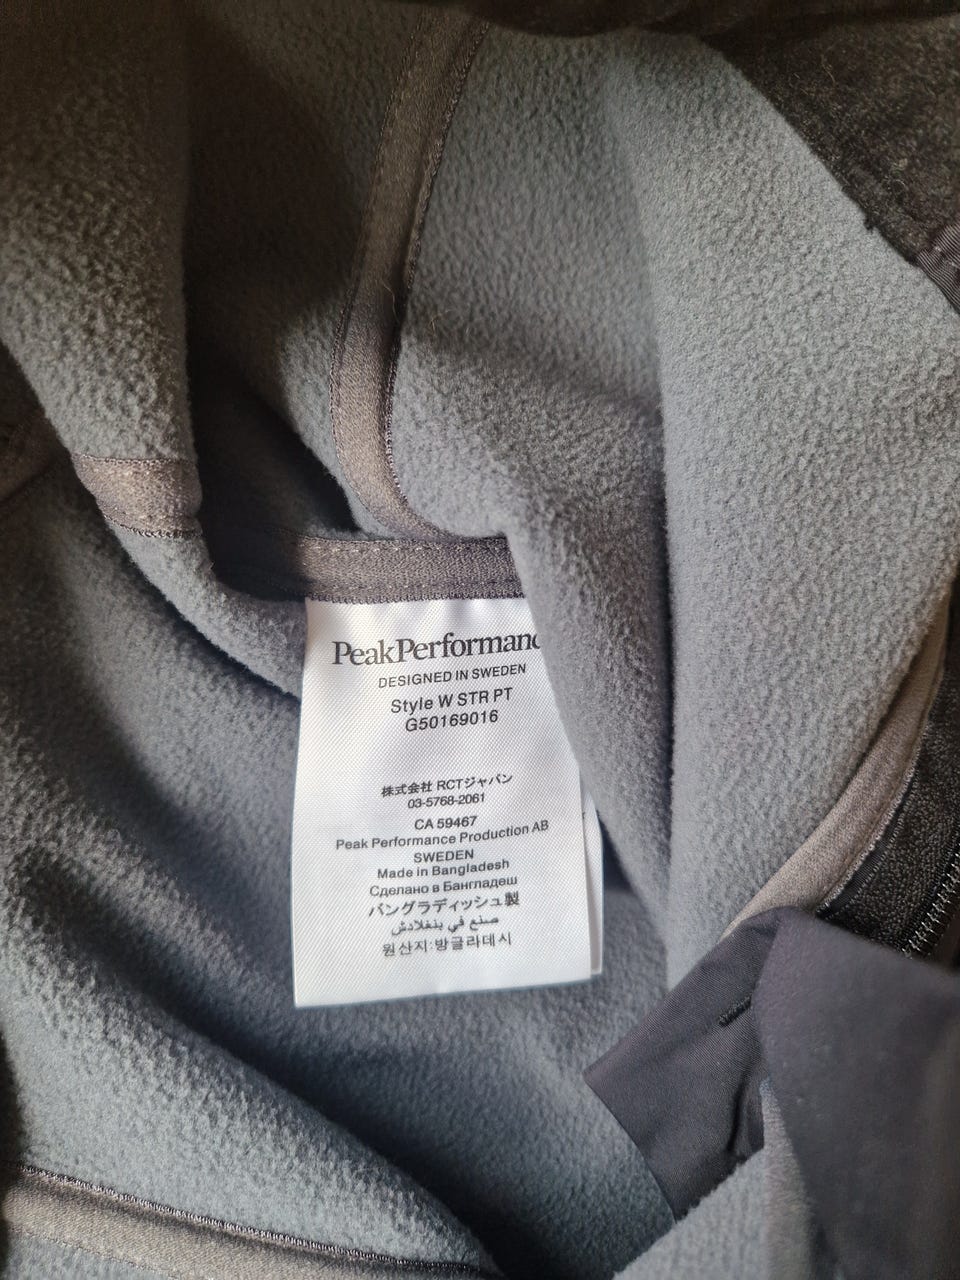 PeakPerformanc
DESIGNED IN SWEDEN
Style W STR PT
G50169016
株式会社 RCTジャパン
03-5768-2061
CA 59467
Peak Performance Production AB
SWEDEN
Made in Bangladesh
Сделано в Бангладеш
バングラディッシュ製
صنع في بنغلادش
원산지:방글라데시